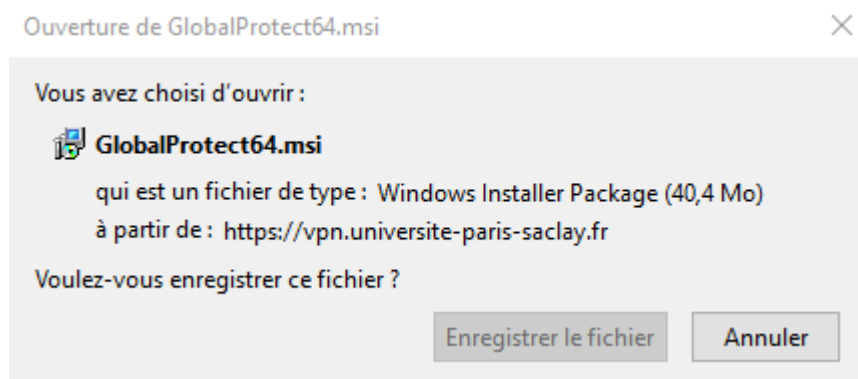 Ouverture de GlobalProtect64.msi
Vous avez choisi d'ouvrir :
GlobalProtect64.msi
qui est un fichier de type : Windows Installer Package (40,4 Mo)
à partir de : https://vpn.universite-paris-saclay.fr
Voulez-vous enregistrer ce fichier ?
Enregistrer le fichier Annuler